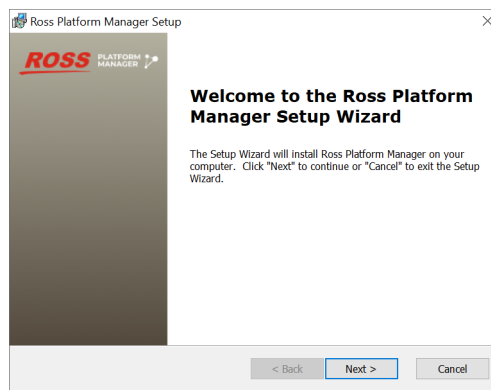 Ross Platform Manager Setup
ROSS PLATFORM
MANAGER
Welcome to the Ross Platform
Manager Setup Wizard
The Setup Wizard will install Ross Platform Manager on your
computer. Click "Next" to continue or "Cancel" to exit the Setup
Wizard.
< Back Next > Cancel